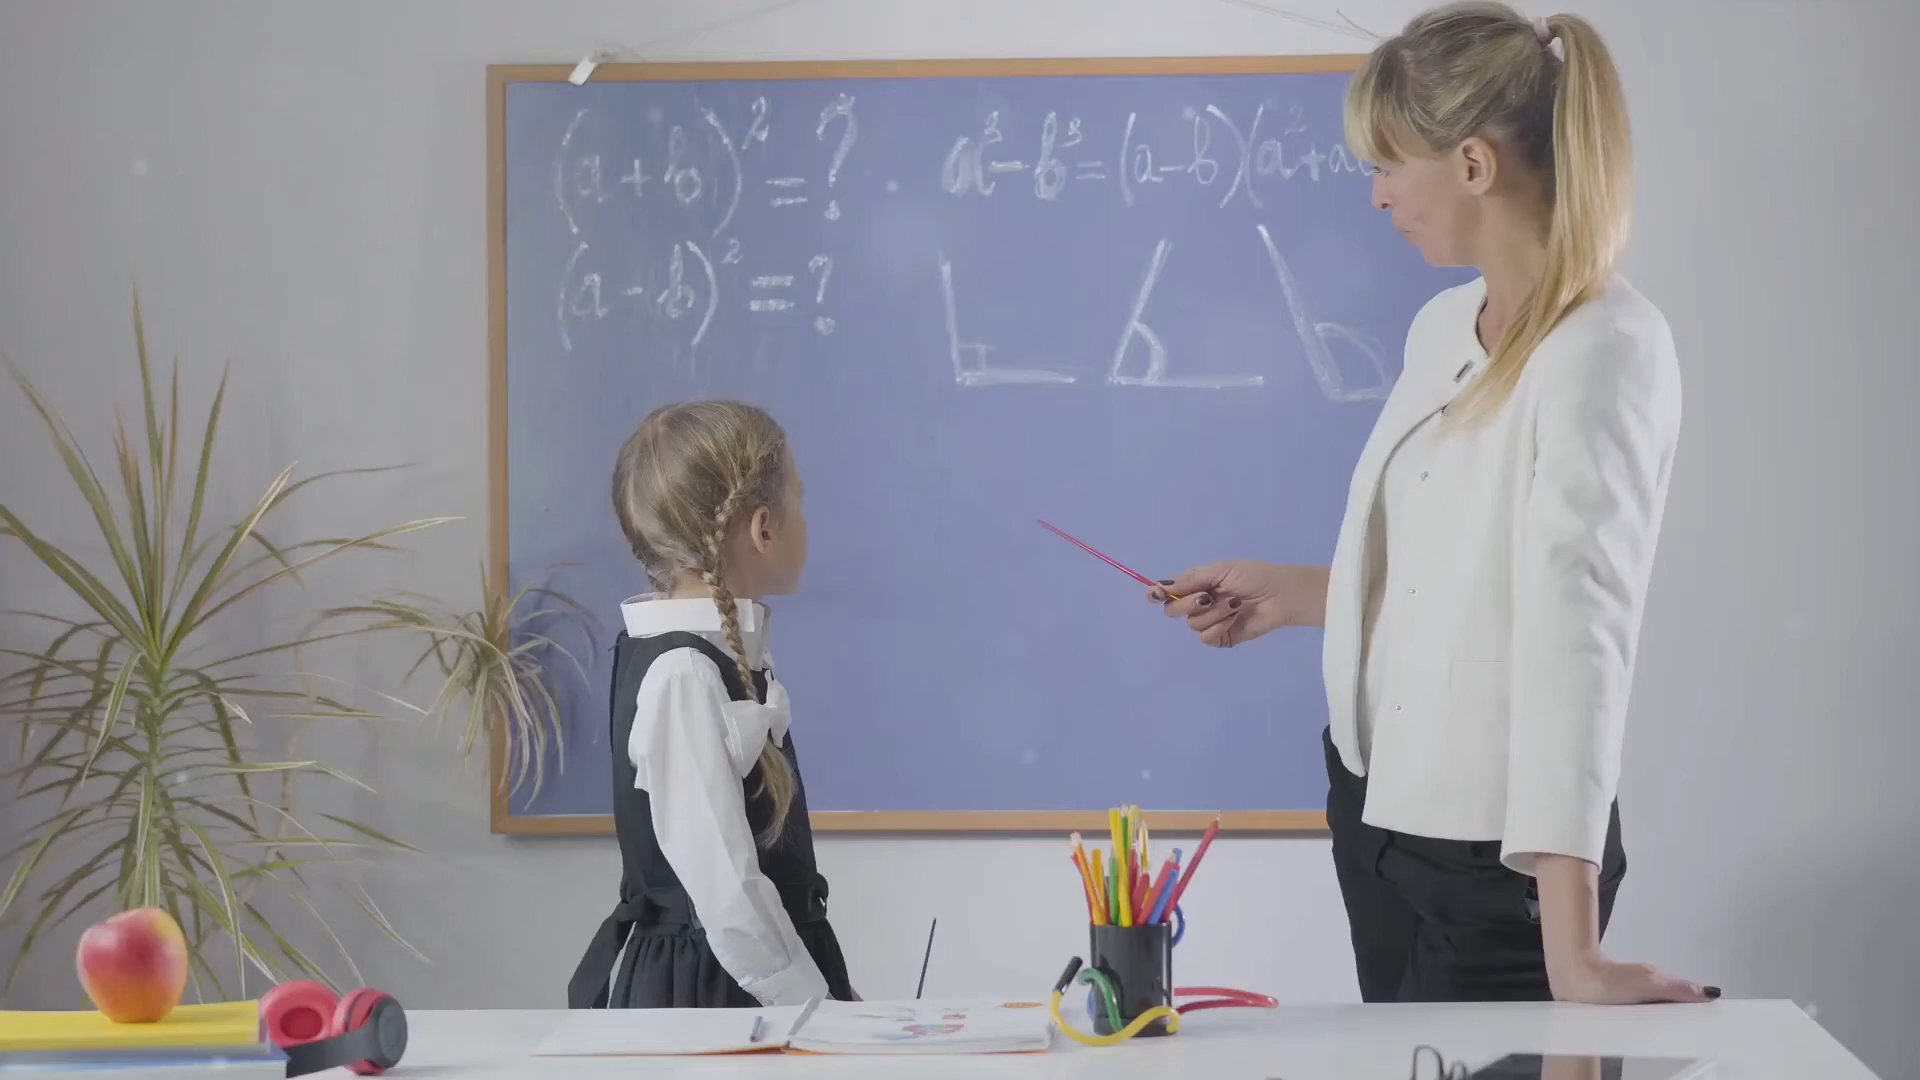 (a+b)² = ?
a³-b³=(a-b)(a²+a
(a-b)² = ?